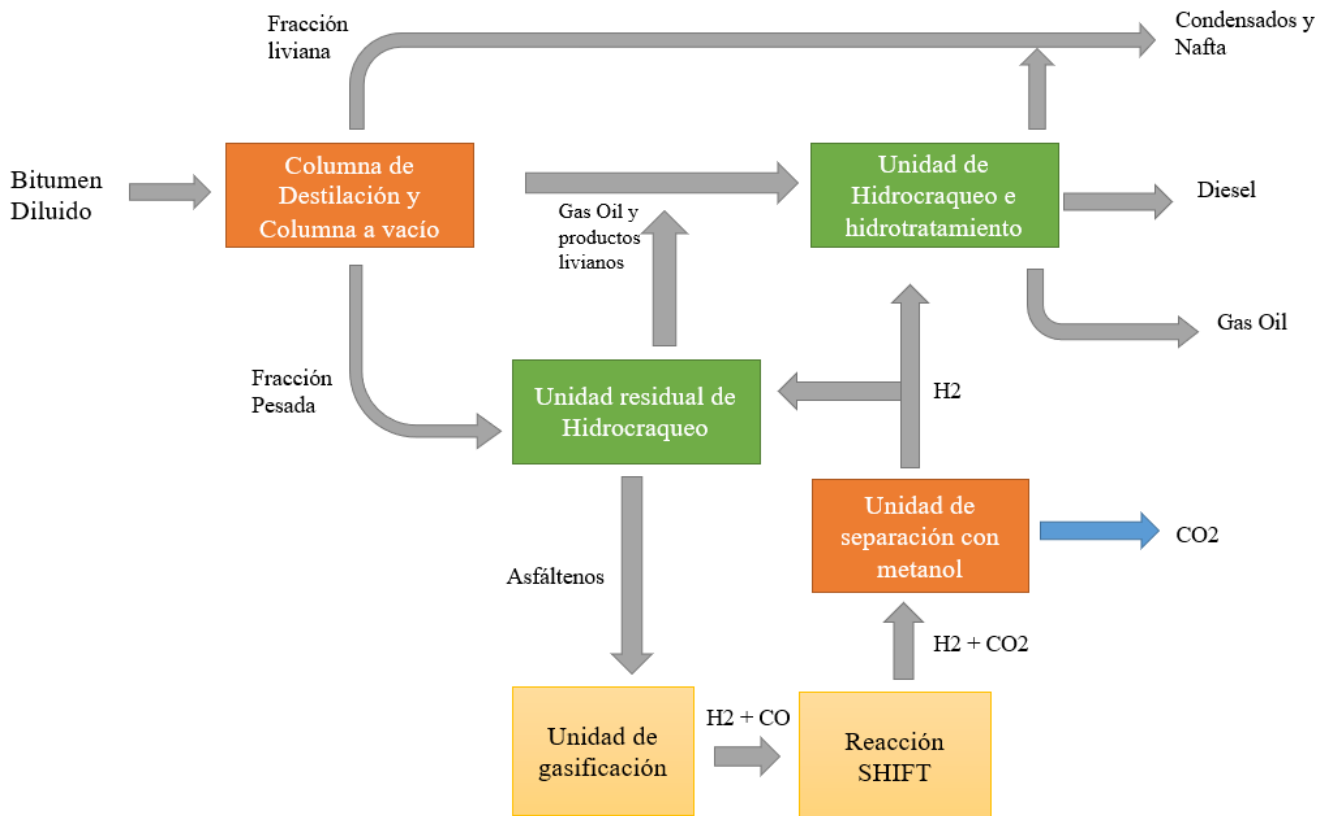 Fracción
liviana
Condensados y
Nafta
Bitumen
Diluido
Columna de
Destilación y
Columna a vacío
Gas Oil y
productos
livianos
Unidad de
Hidrocraqueo e
hidrotratamiento
Diesel
Gas Oil
Fracción
Pesada
Unidad residual de
Hidrocraqueo
H2
Unidad de
separación con
metanol
CO2
Asfáltenos
H2 + CO2
Unidad de
gasificación
H2 + CO
Reacción
SHIFT